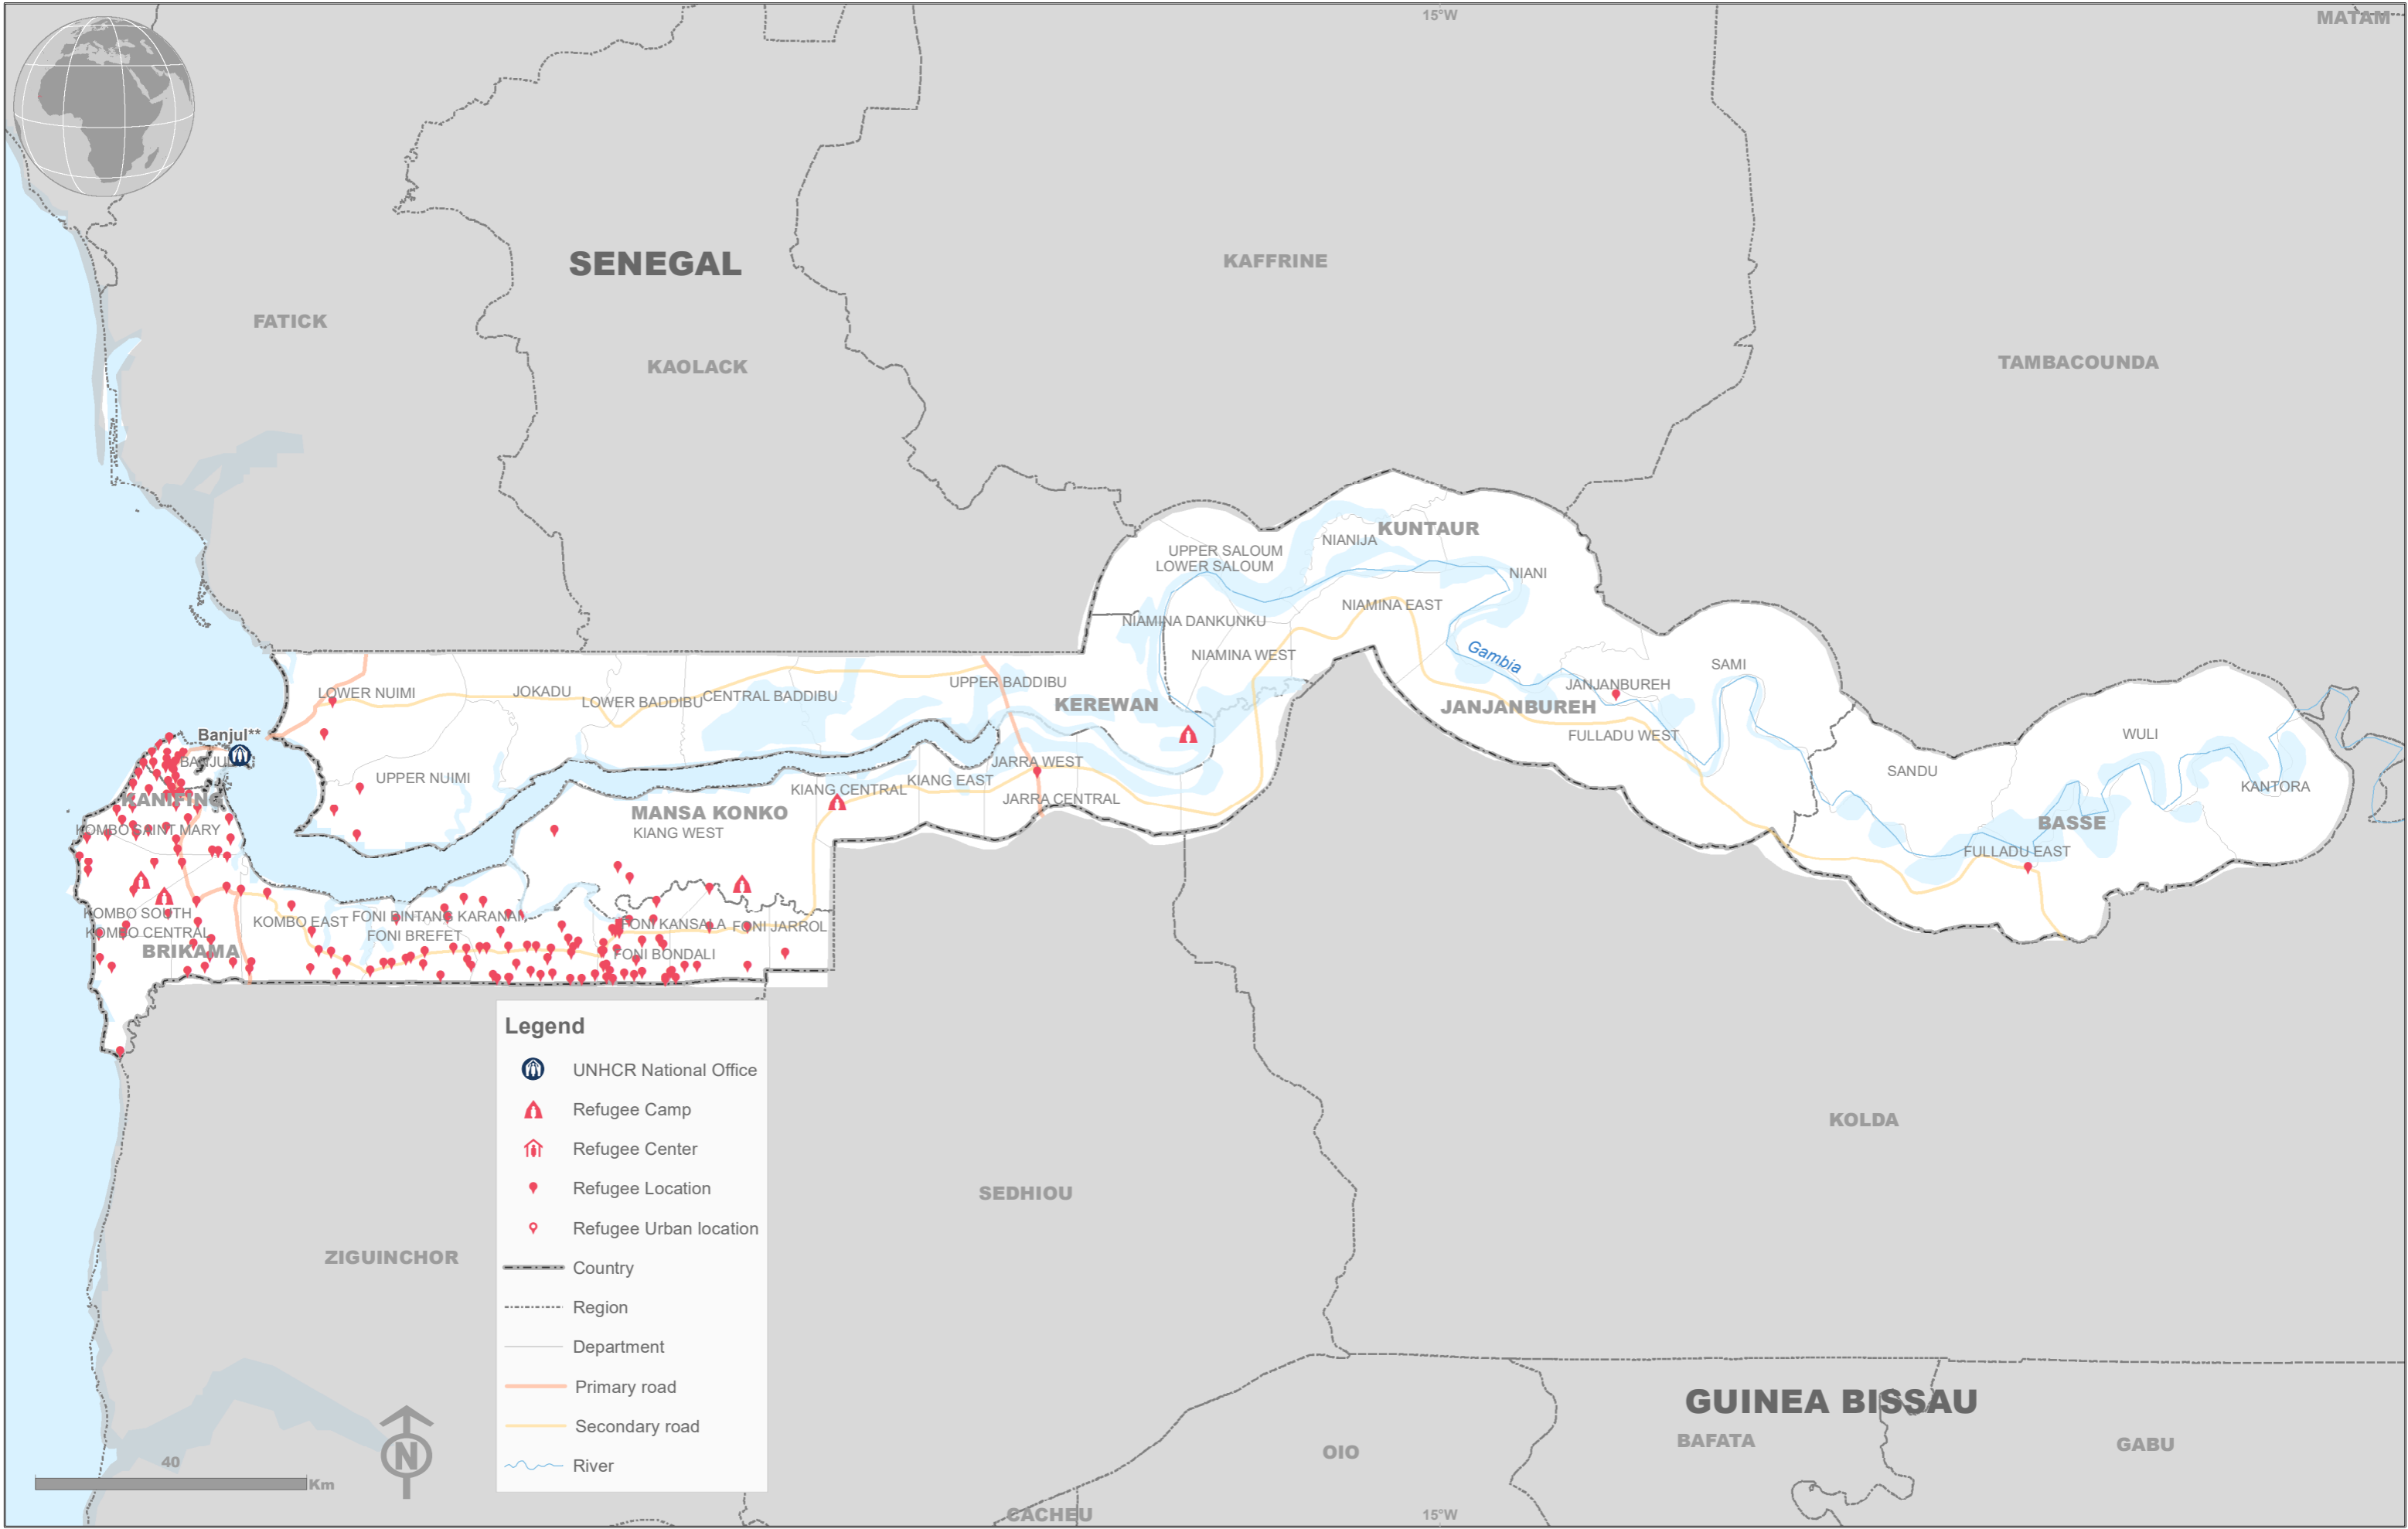 15°W
MATAM
SENEGAL
KAFFRINE
FATICK
KAOLACK
TAMBACOUNDA
KUNTAUR
NIANIJA
UPPER SALOUM
LOWER SALOUM
NIANI
NIAMINA EAST
NIAMINA DANKUNKU
NIAMINA WEST
Gambia
SAMI
JANJANBUREH
JANJANBUREH
FULLADU WEST
LOWER NUIMI
JOKADU
LOWER BADDIBU
CENTRAL BADDIBU
UPPER BADDIBU
KEREWAN
Banjul**
BANJUL
UPPER NUIMI
KANIFING
KOMBO SAINT MARY
JARRA WEST
KIANG EAST
KIANG CENTRAL
JARRA CENTRAL
MANSA KONKO
KIANG WEST
WULI
SANDU
KANTORA
BASSE
FULLADU EAST
KOMBO SOUTH
KOMBO CENTRAL
BRIKAMA
KOMBO EAST
FONI BINTANG KARANAI
FONI BREFET
FONI KANSALA
FONI JARROL
FONI BONDALI
Legend
UNHCR National Office
Refugee Camp
Refugee Center
Refugee Location
Refugee Urban location
Country
Region
Department
Primary road
Secondary road
River
KOLDA
SEDHIOU
ZIGUINCHOR
GUINEA BISSAU
BAFATA
GABU
OIO
CACHEU
N
40
Km
15°W